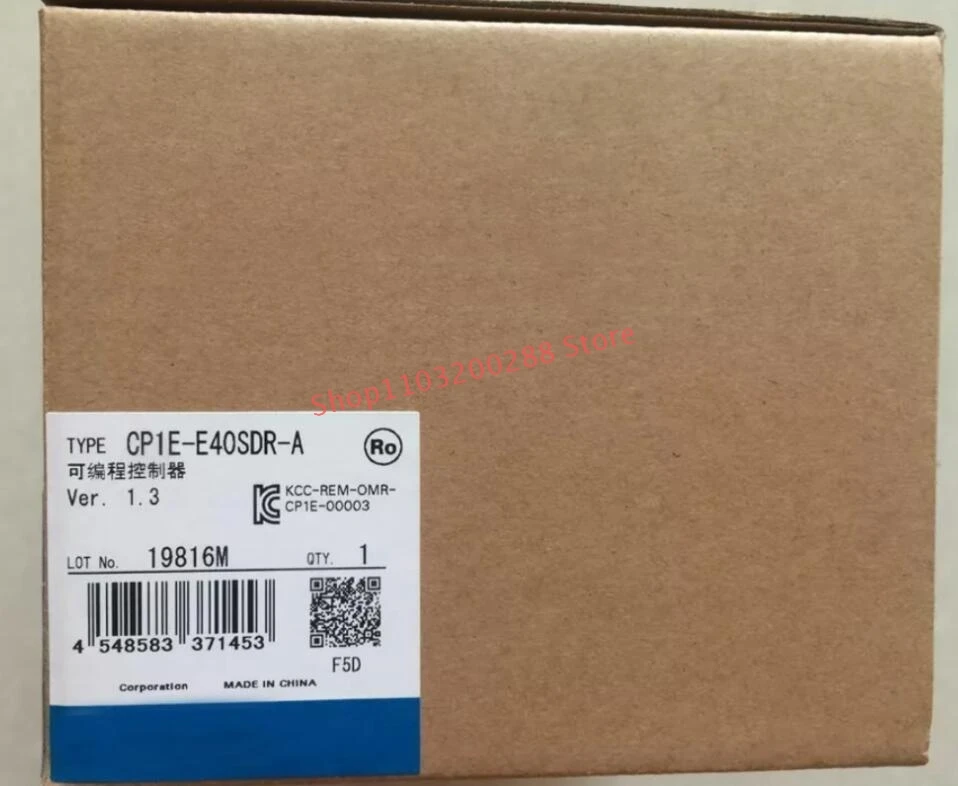 Shop1103200288 Store
TYPE CP1E-E40SDR-A
Ro
可编程控制器
Ver. 1.3
KCC-REM-OMR-
CP1E-00003
LOT No. 19816M QTY. 1
4 548583 371453
F5D
Corporation MADE IN CHINA